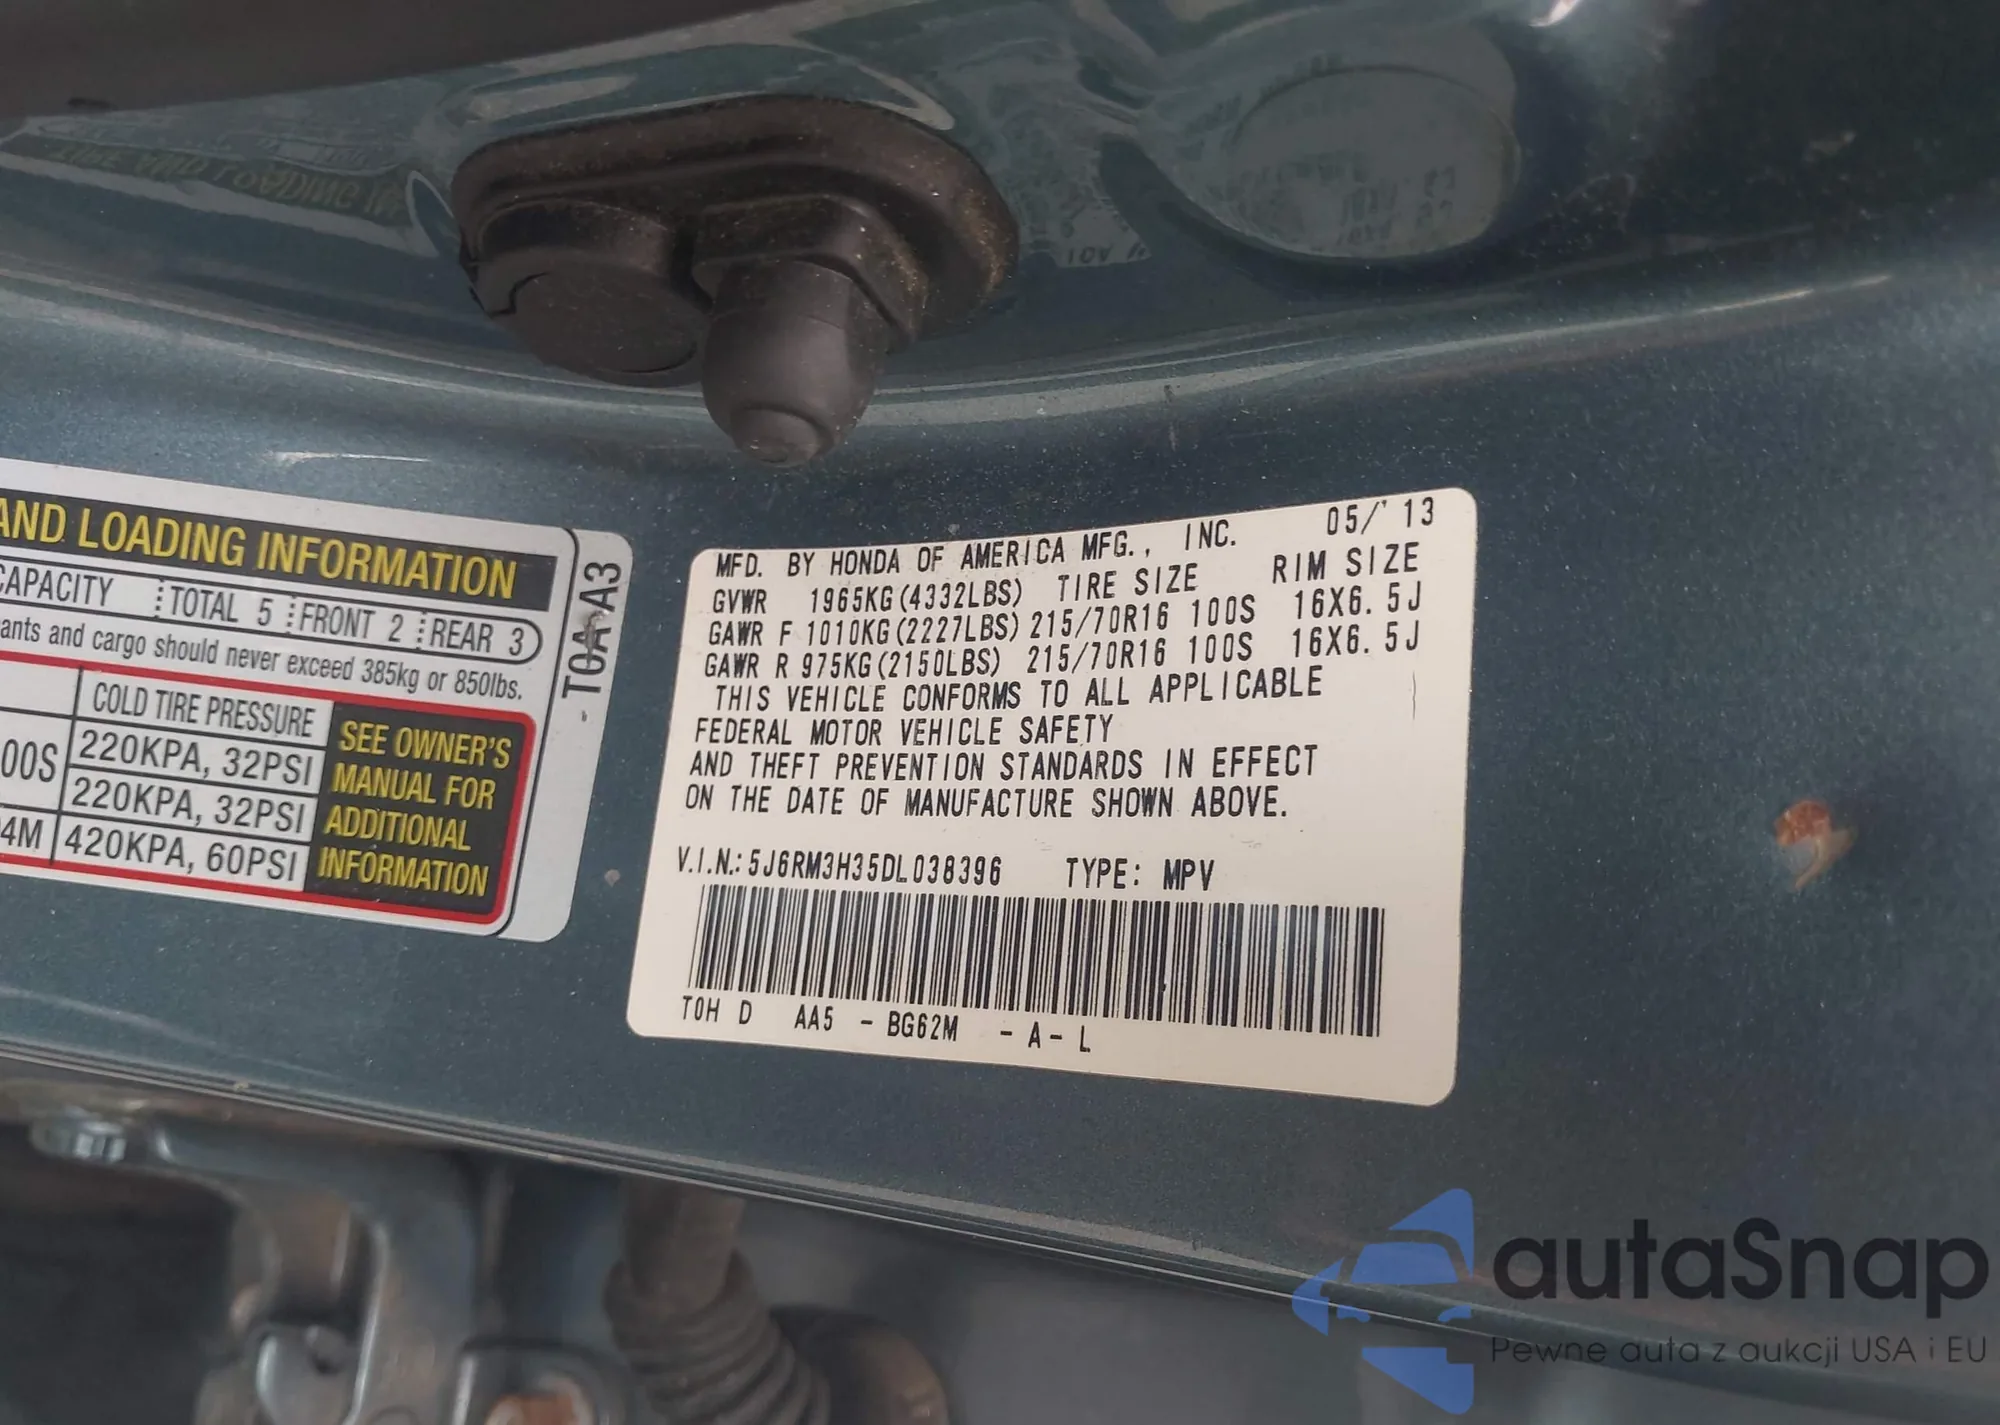 AND LOADING INFORMATION
CAPACITY TOTAL 5 FRONT 2 REAR 3
ants and cargo should never exceed 385kg or 850lbs.
COLD TIRE PRESSURE
00S 220KPA, 32PSI
220KPA, 32PSI
4M 420KPA, 60PSI
SEE OWNER'S
MANUAL FOR
ADDITIONAL
INFORMATION
T0A-A3
MFD. BY HONDA OF AMERICA MFG., INC. 05/'13
GVWR 1965KG(4332LBS) TIRE SIZE RIM SIZE
GAWR F 1010KG(2227LBS) 215/70R16 100S 16X6.5J
GAWR R 975KG(2150LBS) 215/70R16 100S 16X6.5J
THIS VEHICLE CONFORMS TO ALL APPLICABLE
FEDERAL MOTOR VEHICLE SAFETY
AND THEFT PREVENTION STANDARDS IN EFFECT
ON THE DATE OF MANUFACTURE SHOWN ABOVE.
V.I.N.: 5J6RM3H35DL038396 TYPE: MPV
T0H D AA5 - BG62M - A - L
autaSnap
Pewne auta z aukcji USA i EU